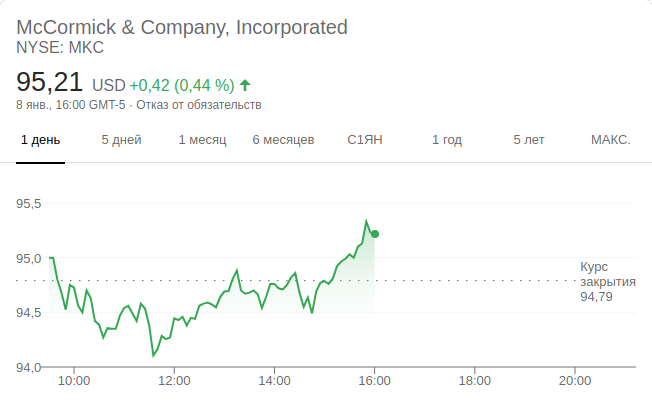 McCormick & Company, Incorporated
NYSE: MKC
95,21 USD +0,42 (0,44 %)
8 янв., 16:00 GMT-5 · Отказ от обязательств
1 день 5 дней 1 месяц 6 месяцев С1ЯН 1 год 5 лет МАКС.
95,5
95,0
94,5
94,0
Курс
закрытия
94,79
10:00 12:00 14:00 16:00 18:00 20:00